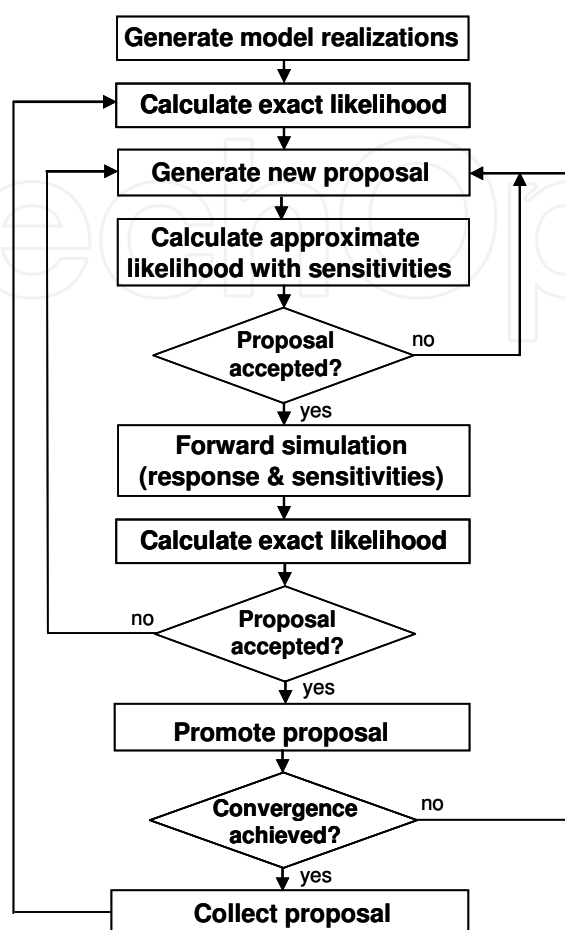 Generate model realizations
Calculate exact likelihood
Generate new proposal
Calculate approximate
likelihood with sensitivities
Proposal
accepted?
no
yes
Forward simulation
(response & sensitivities)
Calculate exact likelihood
no
Proposal
accepted?
yes
Promote proposal
Convergence
achieved?
no
yes
Collect proposal